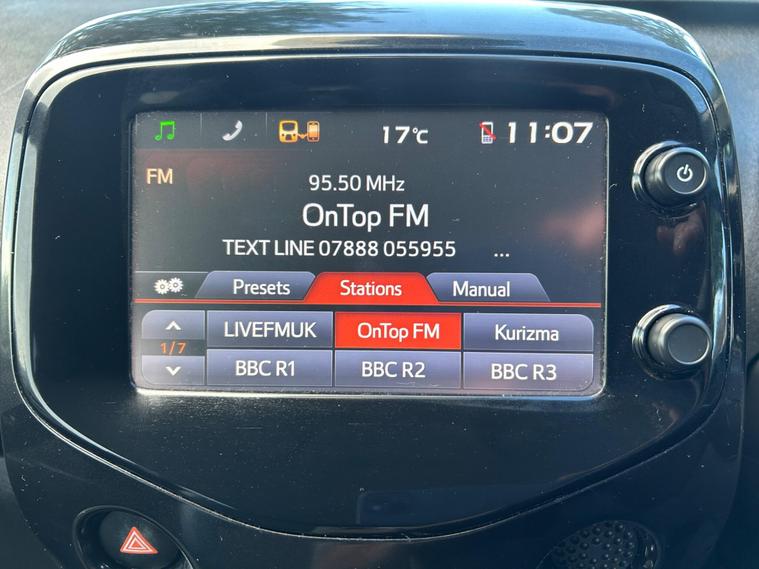 17°C
11:07
FM
95.50 MHz
OnTop FM
TEXT LINE 07888 055955 ...
Presets Stations Manual
LIVEFMUK OnTop FM Kurizma
1/7
BBC R1 BBC R2 BBC R3